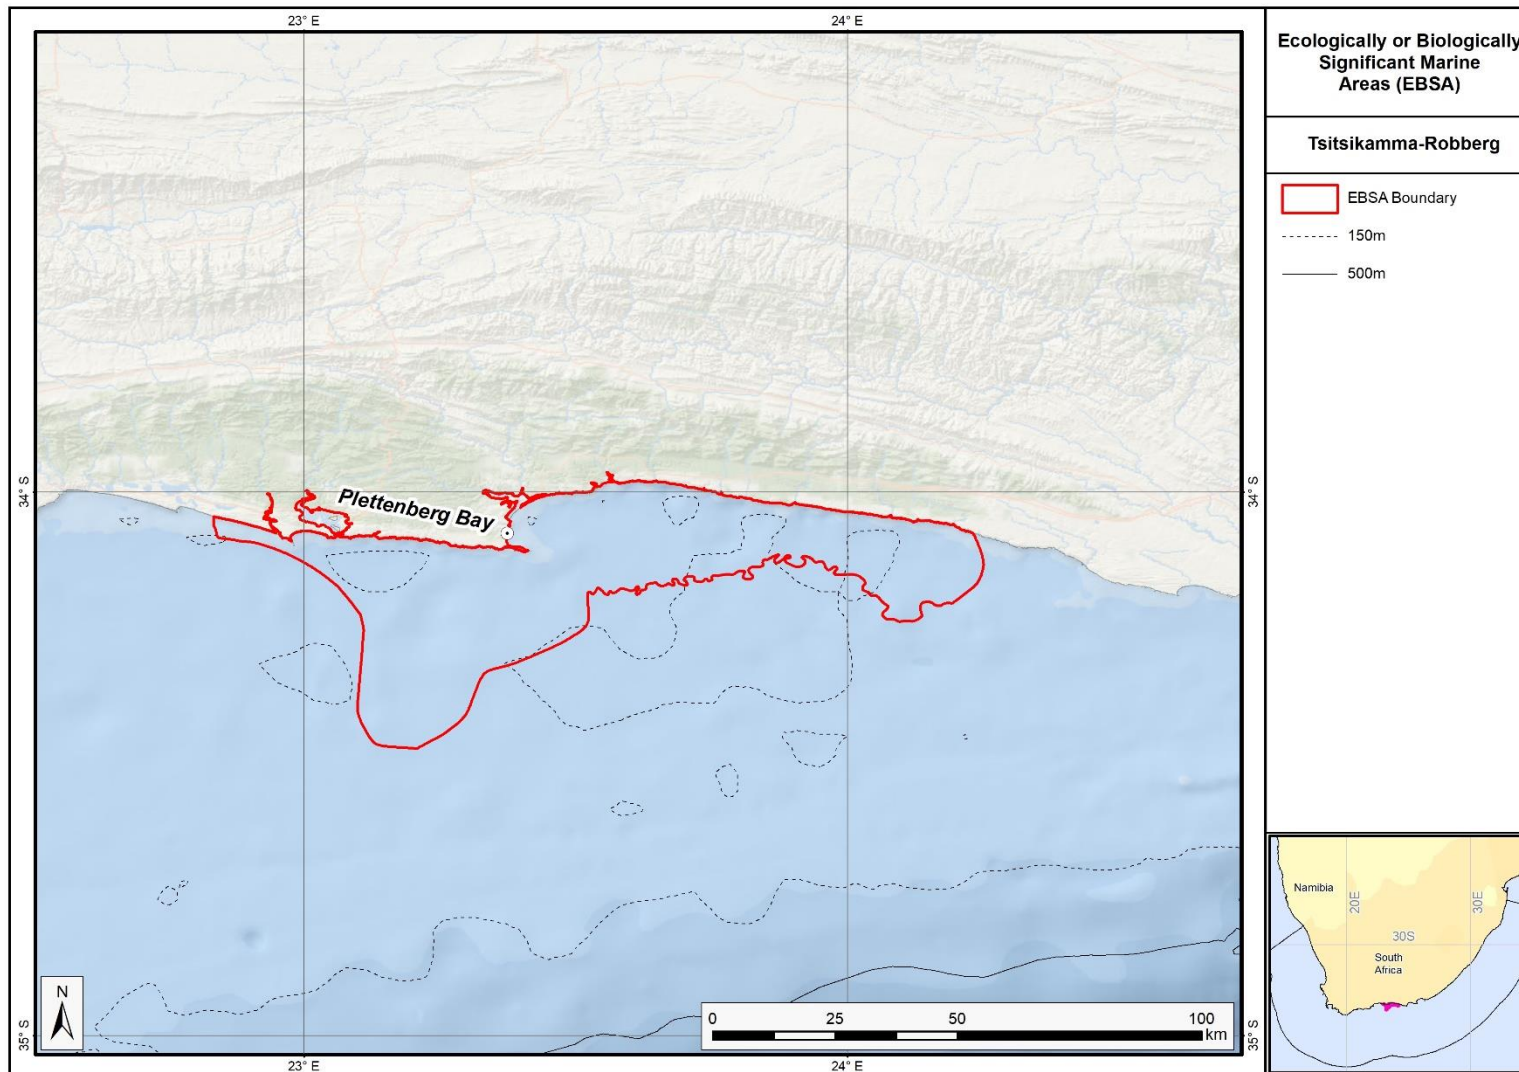 23° E
24° E
Ecologically or Biologically
Significant Marine
Areas (EBSA)
Tsitsikamma-Robberg
EBSA Boundary
150m
500m
34° S
34° S
Plettenberg Bay
35° S
35° S
N
0
25
50
100
km
23° E
24° E
Namibia
20E
30E
30S
South
Africa